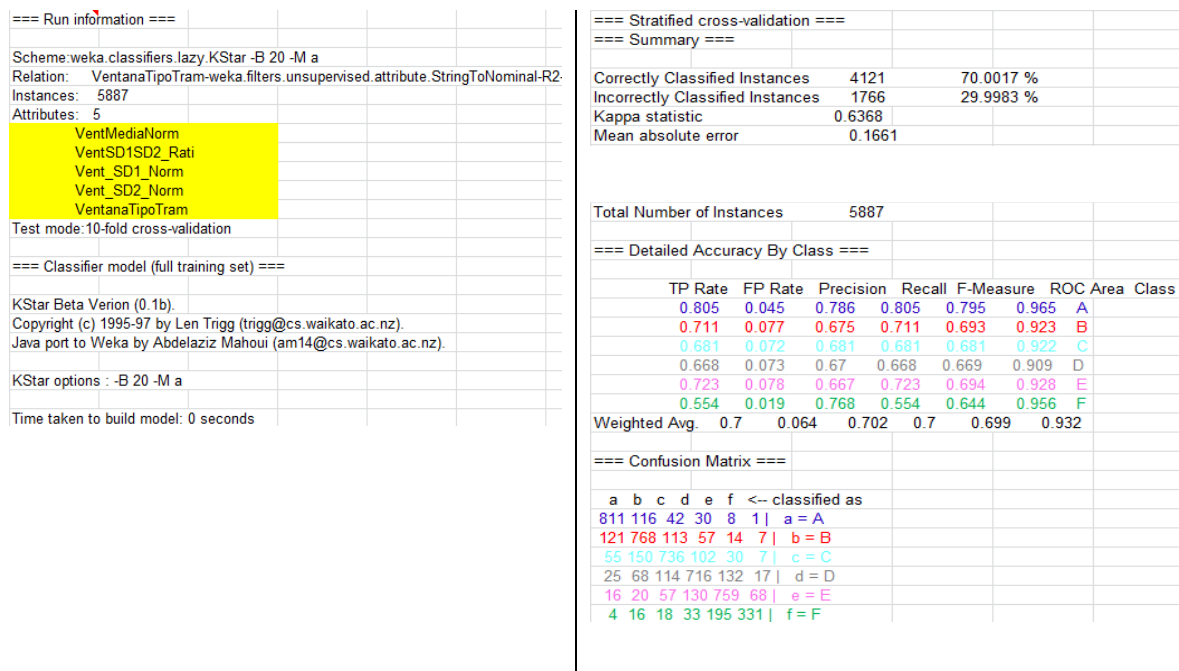 === Run information ===
Scheme:weka.classifiers.lazy.KStar -B 20 -M a
Relation: VentanaTipoTram-weka.filters.unsupervised.attribute.StringToNominal-R2-
Instances: 5887
Attributes: 5
VentMediaNorm
VentSD1SD2_Rati
Vent_SD1_Norm
Vent_SD2_Norm
VentanaTipoTram
Test mode:10-fold cross-validation
=== Classifier model (full training set) ===
KStar Beta Verion (0.1b).
Copyright (c) 1995-97 by Len Trigg (trigg@cs.waikato.ac.nz).
Java port to Weka by Abdelaziz Mahoui (am14@cs.waikato.ac.nz).
KStar options : -B 20 -M a
Time taken to build model: 0 seconds
=== Stratified cross-validation ===
=== Summary ===
Correctly Classified Instances 4121 70.0017 %
Incorrectly Classified Instances 1766 29.9983 %
Kappa statistic 0.6368
Mean absolute error 0.1661
Total Number of Instances 5887
=== Detailed Accuracy By Class ===
TP Rate FP Rate Precision Recall F-Measure ROC Area Class
0.805 0.045 0.786 0.805 0.795 0.965 A
0.711 0.077 0.675 0.711 0.693 0.923 B
0.681 0.072 0.681 0.681 0.681 0.922 C
0.668 0.073 0.67 0.668 0.669 0.909 D
0.723 0.078 0.667 0.723 0.694 0.928 E
0.554 0.019 0.768 0.554 0.644 0.956 F
Weighted Avg. 0.7 0.064 0.702 0.7 0.699 0.932
=== Confusion Matrix ===
a b c d e f <-- classified as
811 116 42 30 8 1 | a = A
121 768 113 57 14 7 | b = B
55 150 736 102 30 7 | c = C
25 68 114 716 132 17 | d = D
16 20 57 130 759 68 | e = E
4 16 18 33 195 331 | f = F